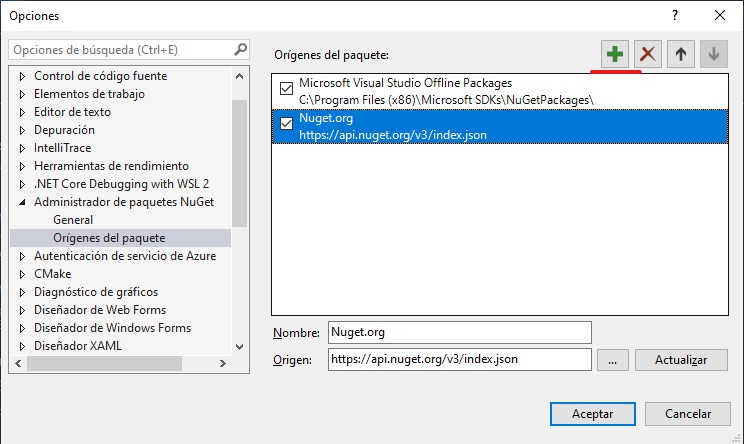 Opciones
?
Opciones de búsqueda (Ctrl+E)
Control de código fuente
Elementos de trabajo
Editor de texto
Depuración
IntelliTrace
Herramientas de rendimiento
.NET Core Debugging with WSL 2
Administrador de paquetes NuGet
General
Orígenes del paquete
Autenticación de servicio de Azure
CMake
Diagnóstico de gráficos
Diseñador de Web Forms
Diseñador de Windows Forms
Diseñador XAML
Orígenes del paquete:
Microsoft Visual Studio Offline Packages
C:\Program Files (x86)\Microsoft SDKs\NuGetPackages\
Nuget.org
https://api.nuget.org/v3/index.json
Nombre: Nuget.org
Origen: https://api.nuget.org/v3/index.json ... Actualizar
Aceptar Cancelar